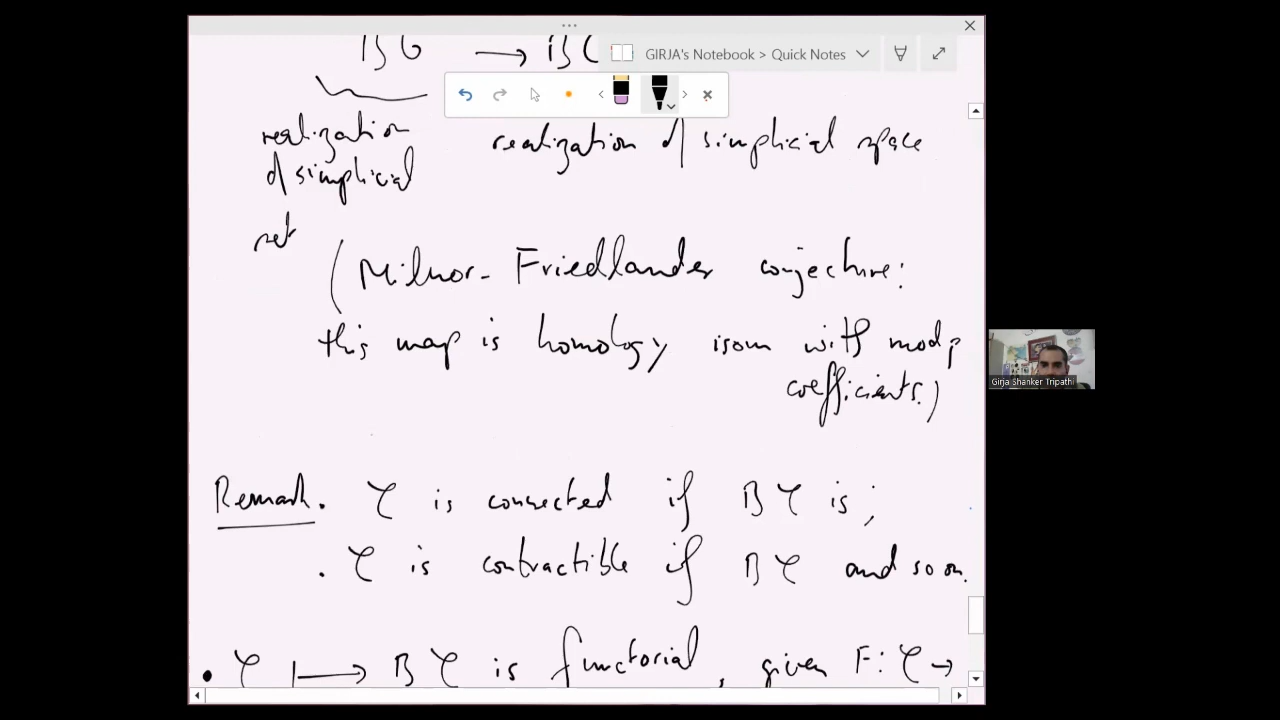 BG → BG
GIRJA's Notebook > Quick Notes
realization of simplicial set
realization of simplicial space
(Milnor-Friedlander conjecture:
this map is homology isom with mod p
coefficients.)
Remark. 𝒞 is connected if B𝒞 is;
. 𝒞 is contractible if B𝒞 and so on.
• 𝒞 ↦ B𝒞 is functorial, given F: 𝒞 →
Girja Shanker Tripathi